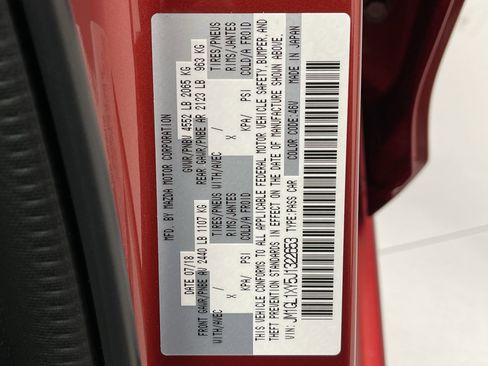 MFD. BY MAZDA MOTOR CORPORATION
DATE 07/18 GVWR/PNBV 4552 LB 2065 KG
FRONT GAWR/PNBE AV 2440 LB 1107 KG REAR GAWR/PNBE AR 2123 LB 963 KG
WITH/AVEC TIRES/PNEUS WITH/AVEC TIRES/PNEUS
/ X RIMS/JANTES / X RIMS/JANTES
KPA/ PSI COLD/A FROID KPA/ PSI COLD/A FROID
THIS VEHICLE CONFORMS TO ALL APPLICABLE FEDERAL MOTOR VEHICLE SAFETY, BUMPER, AND
THEFT PREVENTION STANDARDS IN EFFECT ON THE DATE OF MANUFACTURE SHOWN ABOVE.
VIN: JM1GL1XY5J1322653 TYPE: PASS CAR COLOR CODE: 46V MADE IN JAPAN